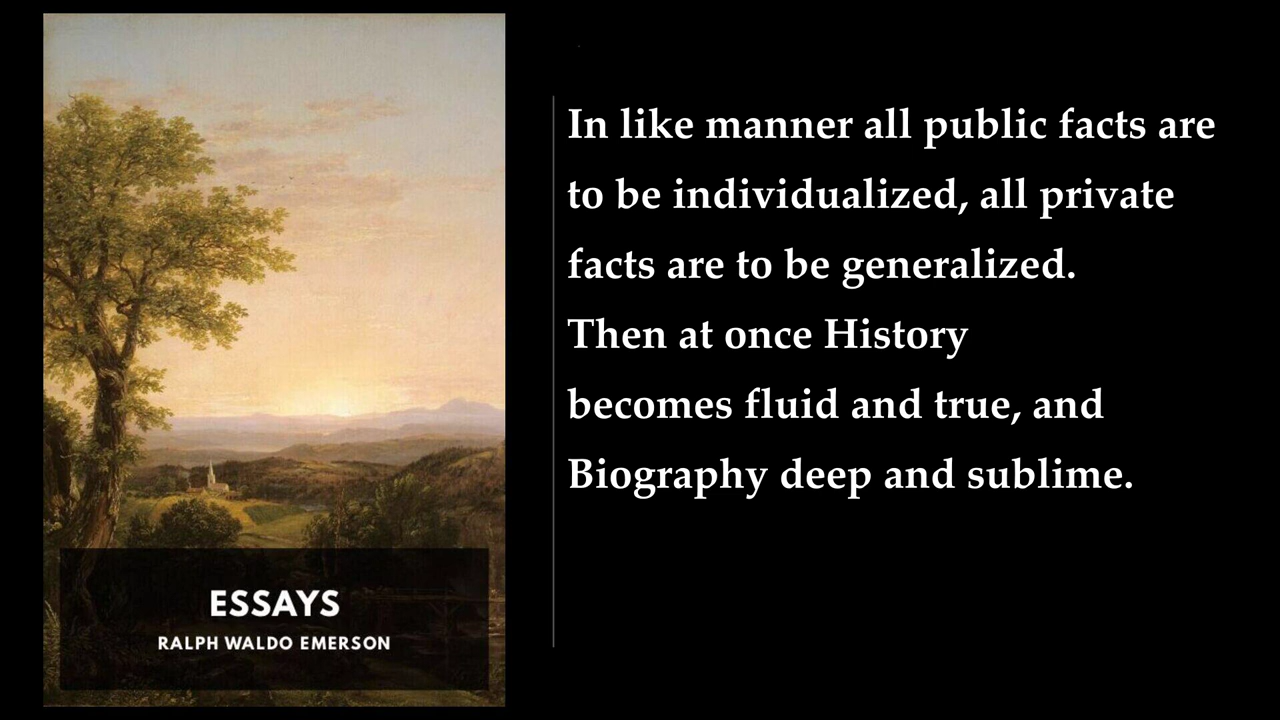 ESSAYS
RALPH WALDO EMERSON
In like manner all public facts are
to be individualized, all private
facts are to be generalized.
Then at once History
becomes fluid and true, and
Biography deep and sublime.